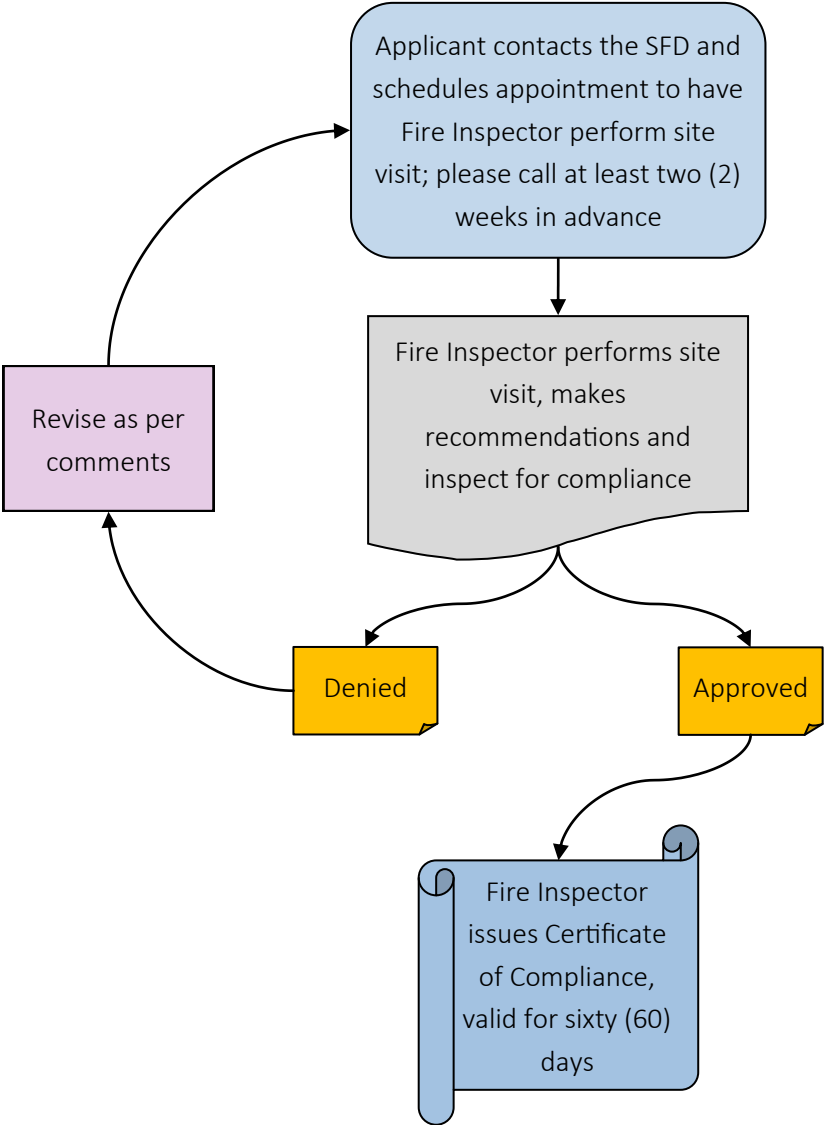 Applicant contacts the SFD and
schedules appointment to have
Fire Inspector perform site
visit; please call at least two (2)
weeks in advance
Fire Inspector performs site
visit, makes
recommendations and
inspect for compliance
Revise as per
comments
Denied
Approved
Fire Inspector
issues Certificate
of Compliance,
valid for sixty (60)
days